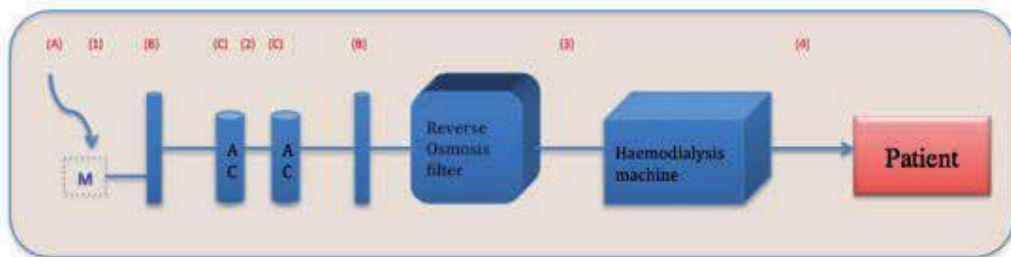 (A) (1) (B) (C) (2) (C) (B) (3) (4)
M
A
C
A
C
Reverse
Osmosis
filter
Haemodialysis
machine
Patient